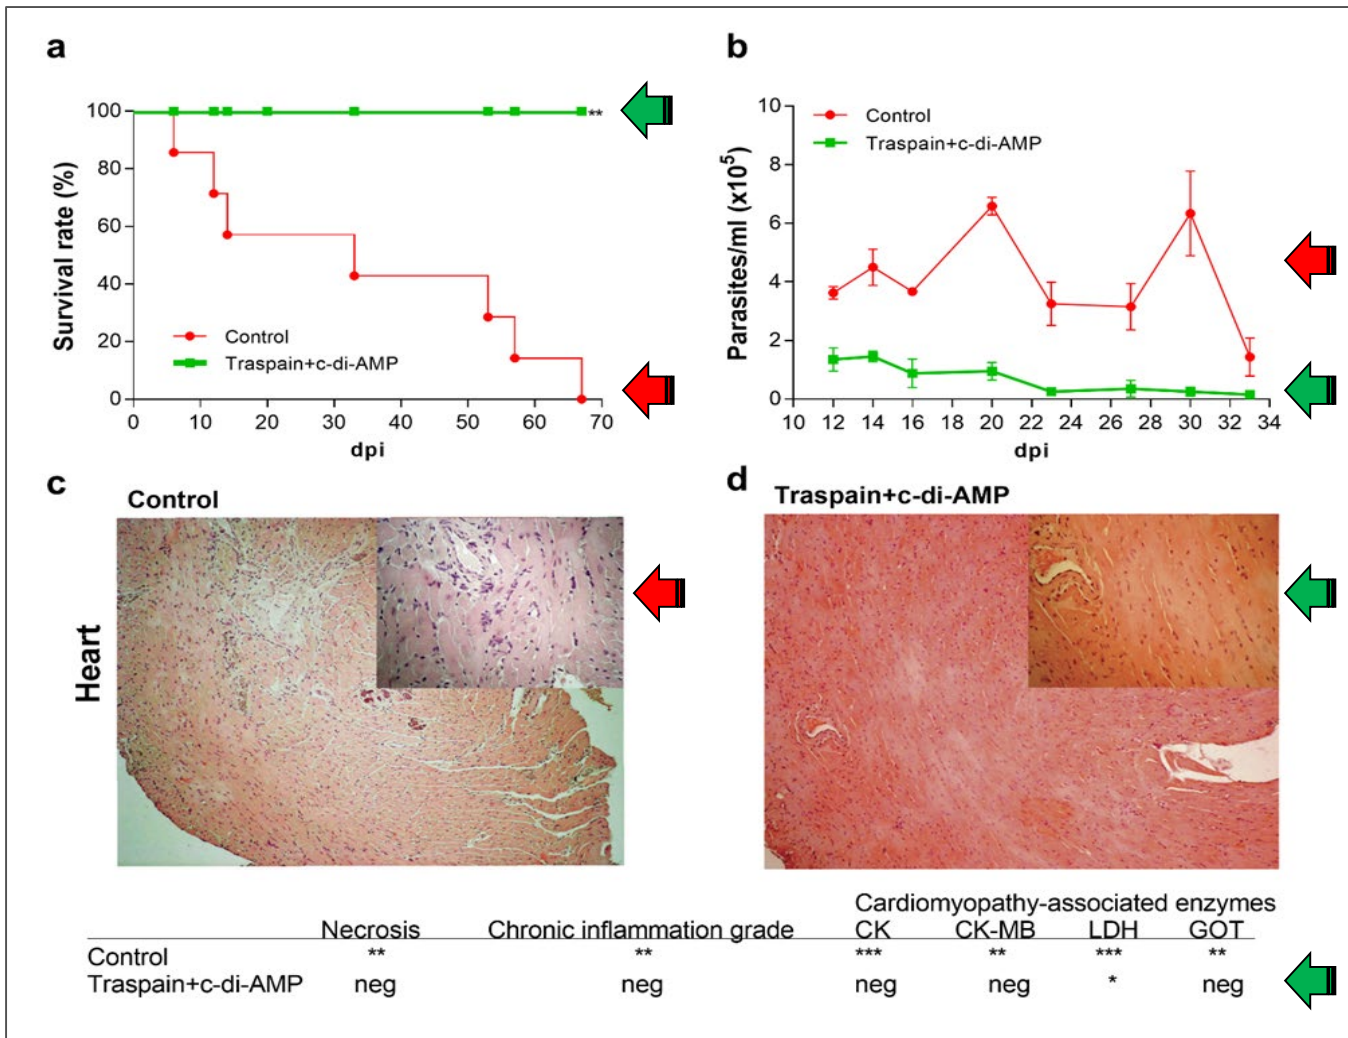 a
Survival rate (%)
100
80
60
40
20
0
**
Control
Traspain+c-di-AMP
0 10 20 30 40 50 60 70
dpi
b
Parasites/ml (x10⁵)
10
8
6
4
2
0
Control
Traspain+c-di-AMP
10 12 14 16 18 20 22 24 26 28 30 32 34
dpi
c
Control
Heart
d
Traspain+c-di-AMP
Cardiomyopathy-associated enzymes
Necrosis Chronic inflammation grade CK CK-MB LDH GOT
Control ** ** *** ** *** **
Traspain+c-di-AMP neg neg neg neg * neg